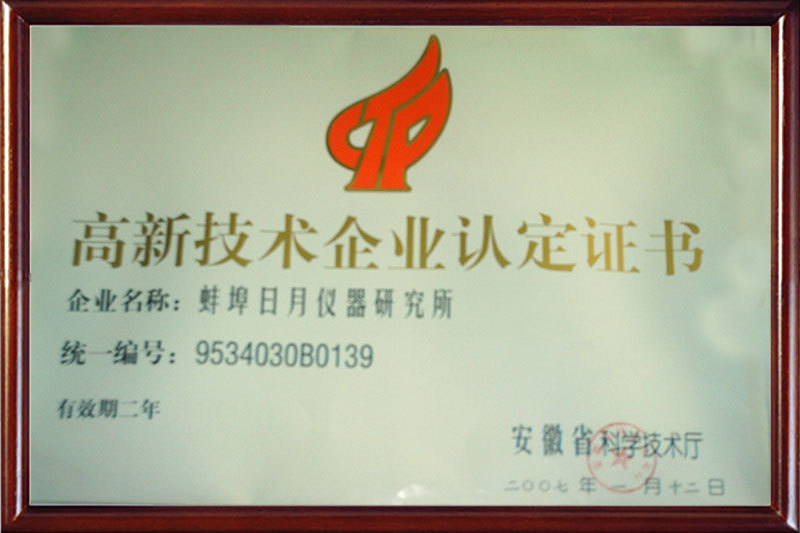 高新技术企业认定证书
企业名称：蚌埠日月仪器研究所
统一编号：9534030B0139
有效期二年
安徽省科学技术厅
二00七年一月十二日